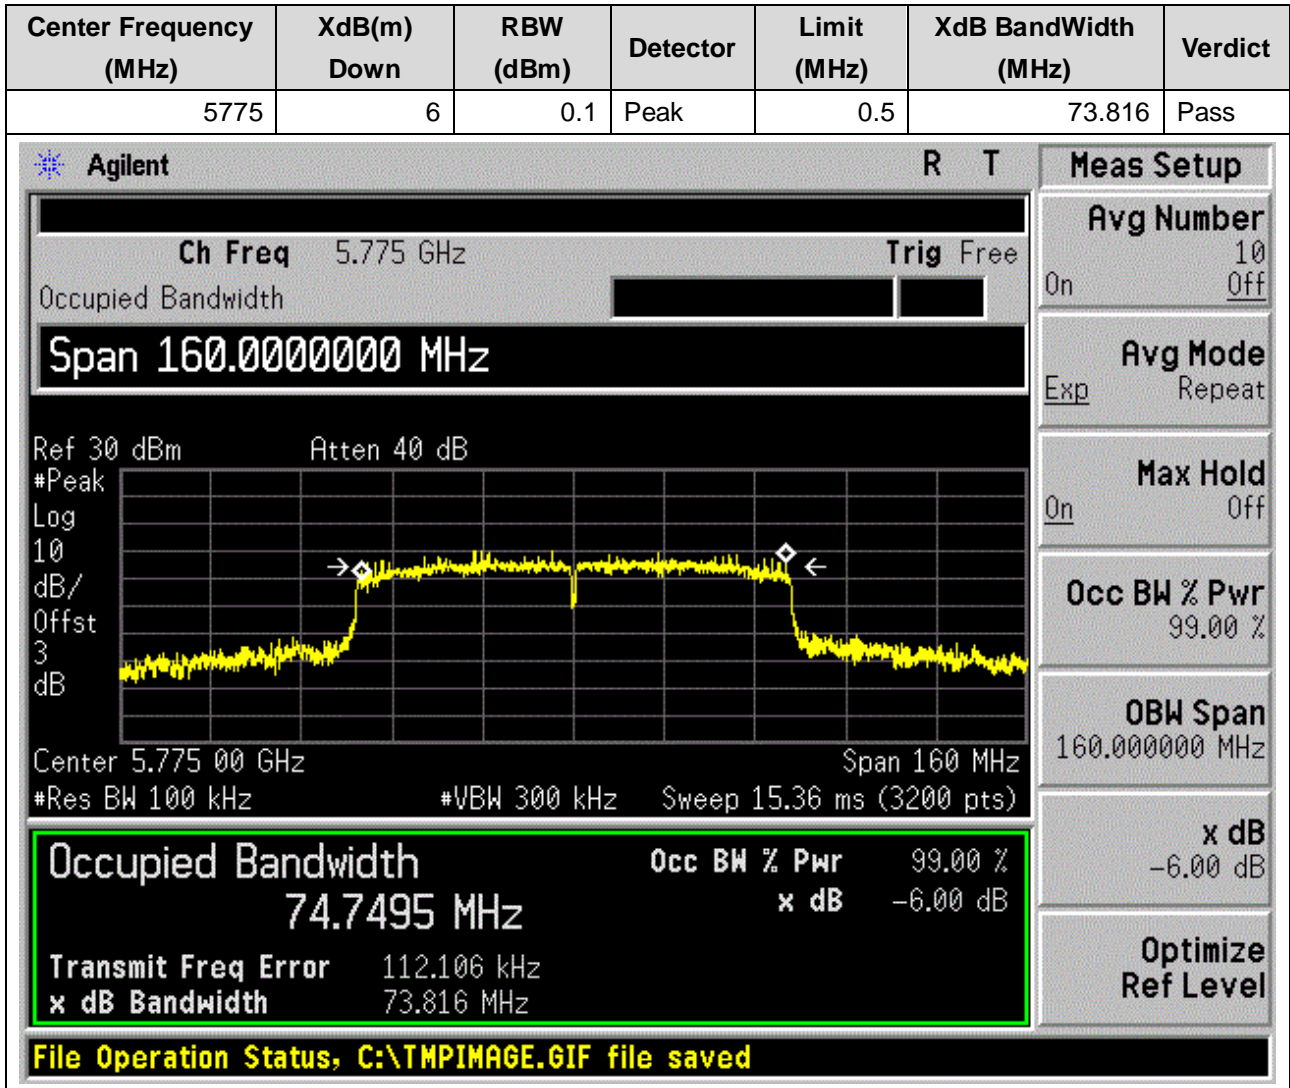 Center Frequency (MHz) XdB(m) Down RBW (dBm) Detector Limit (MHz) XdB BandWidth (MHz) Verdict
5775 6 0.1 Peak 0.5 73.816 Pass
Agilent R T
Ch Freq 5.775 GHz Trig Free
Occupied Bandwidth
Span 160.0000000 MHz
Ref 30 dBm Atten 40 dB
#Peak
Log
10
dB/
Offst
3
dB
Center 5.775 00 GHz Span 160 MHz
#Res BW 100 kHz #VBW 300 kHz Sweep 15.36 ms (3200 pts)
Occupied Bandwidth Occ BW % Pwr 99.00 %
74.7495 MHz x dB -6.00 dB
Transmit Freq Error 112.106 kHz
x dB Bandwidth 73.816 MHz
File Operation Status, C:\TMPIMAGE.GIF file saved
Meas Setup
Avg Number
10
On Off
Avg Mode
Exp Repeat
Max Hold
On Off
Occ BW % Pwr
99.00 %
OBW Span
160.000000 MHz
x dB
-6.00 dB
Optimize
Ref Level